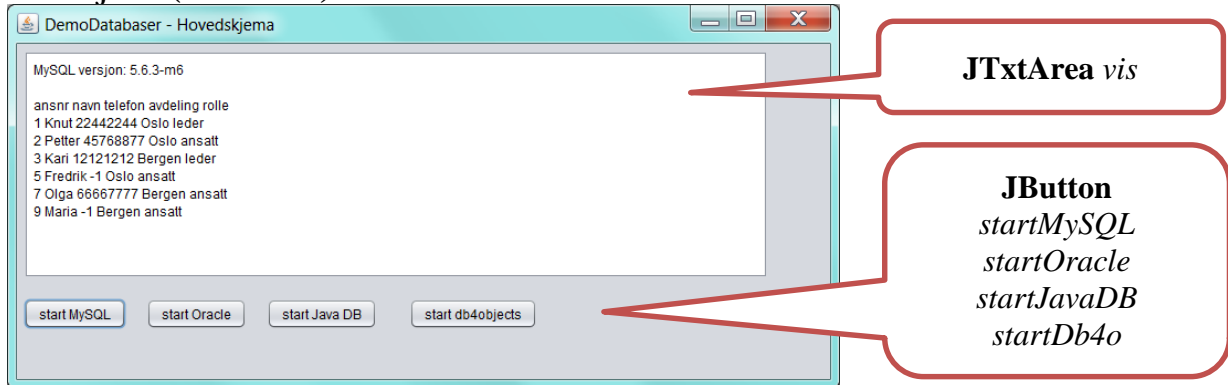 DemoDatabaser - Hovedskjema
MySQL versjon: 5.6.3-m6
ansnr navn telefon avdeling rolle
1 Knut 22442244 Oslo leder
2 Petter 45768877 Oslo ansatt
3 Kari 12121212 Bergen leder
5 Fredrik -1 Oslo ansatt
7 Olga 66667777 Bergen ansatt
9 Maria -1 Bergen ansatt
start MySQL start Oracle start Java DB start db4objects
JTxtArea vis
JButton
startMySQL
startOracle
startJavaDB
startDb4o